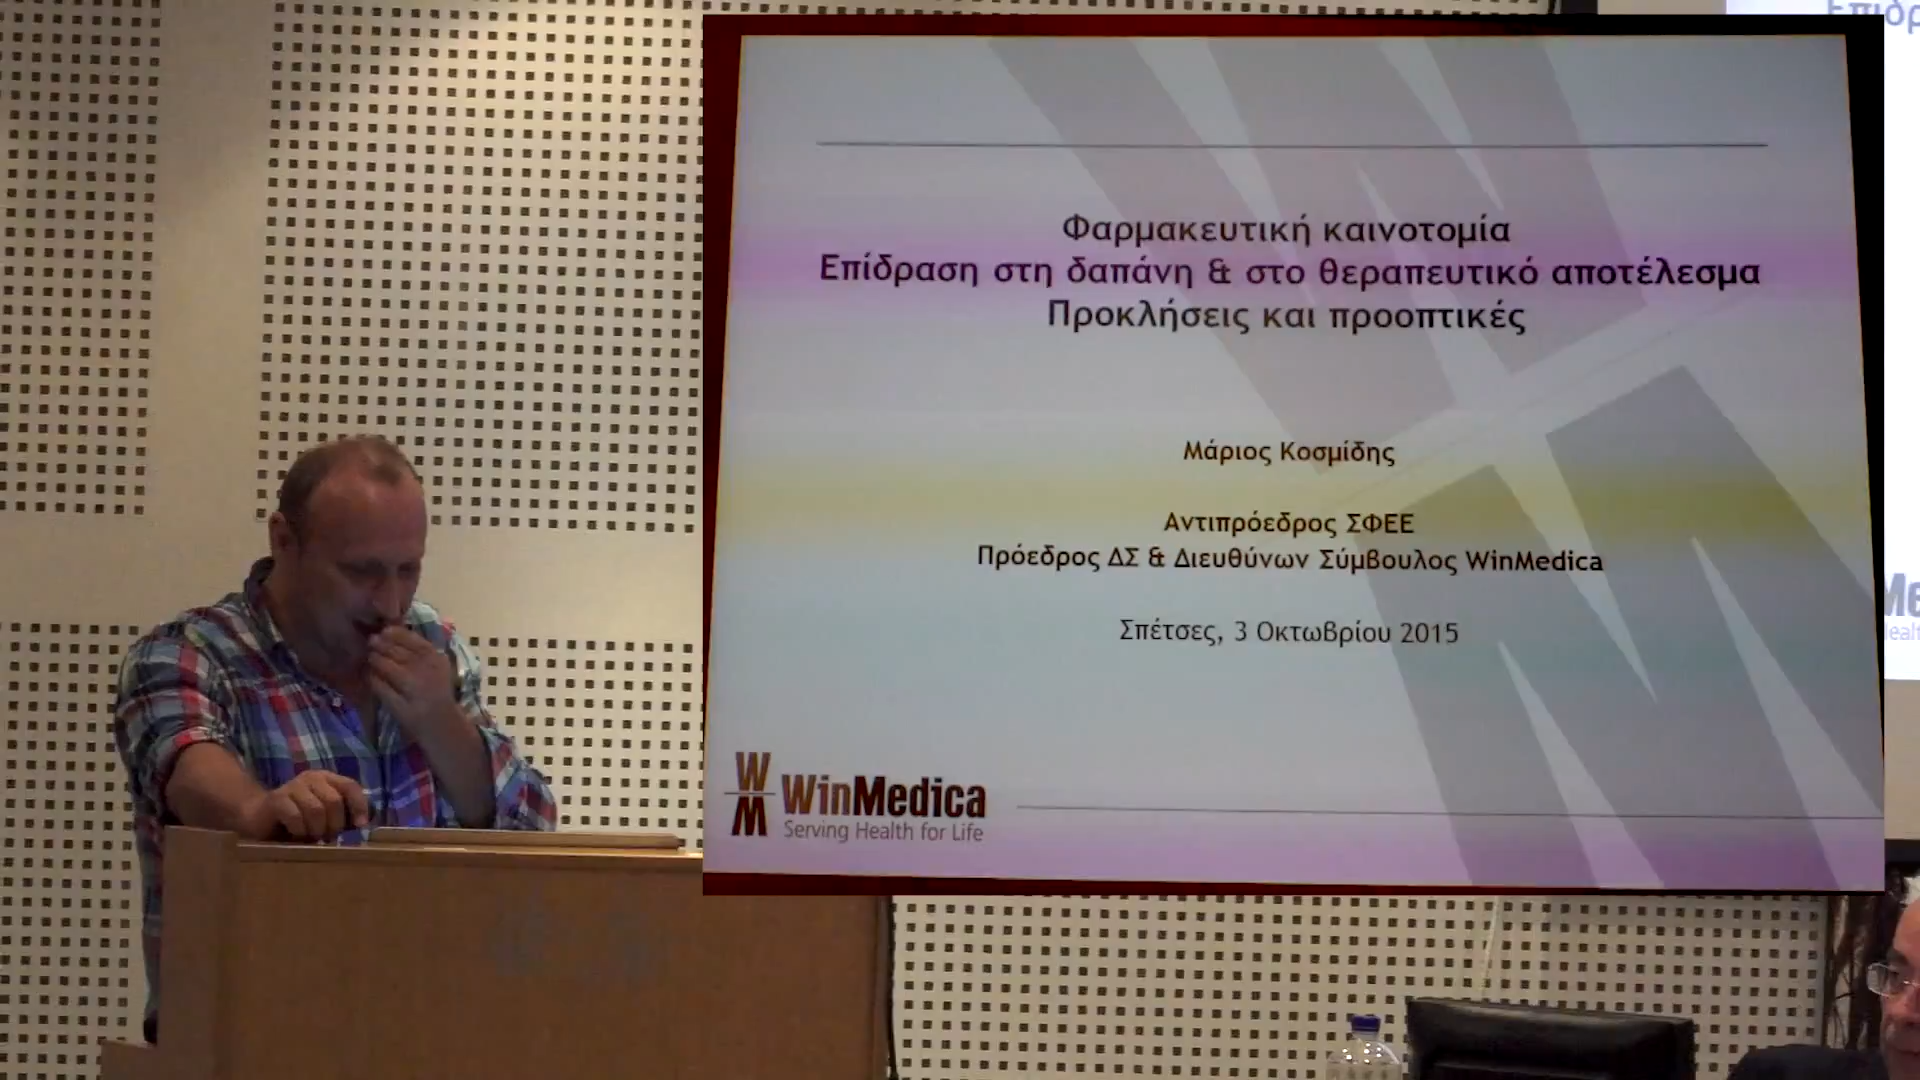 Φαρμακευτική καινοτομία
Επίδραση στη δαπάνη & στο θεραπευτικό αποτέλεσμα
Προκλήσεις και προοπτικές
Μάριος Κοσμίδης
Αντιπρόεδρος ΣΦΕΕ
Πρόεδρος ΔΣ & Διευθύνων Σύμβουλος WinMedica
Σπέτσες, 3 Οκτωβρίου 2015
WM WinMedica
Serving Health for Life